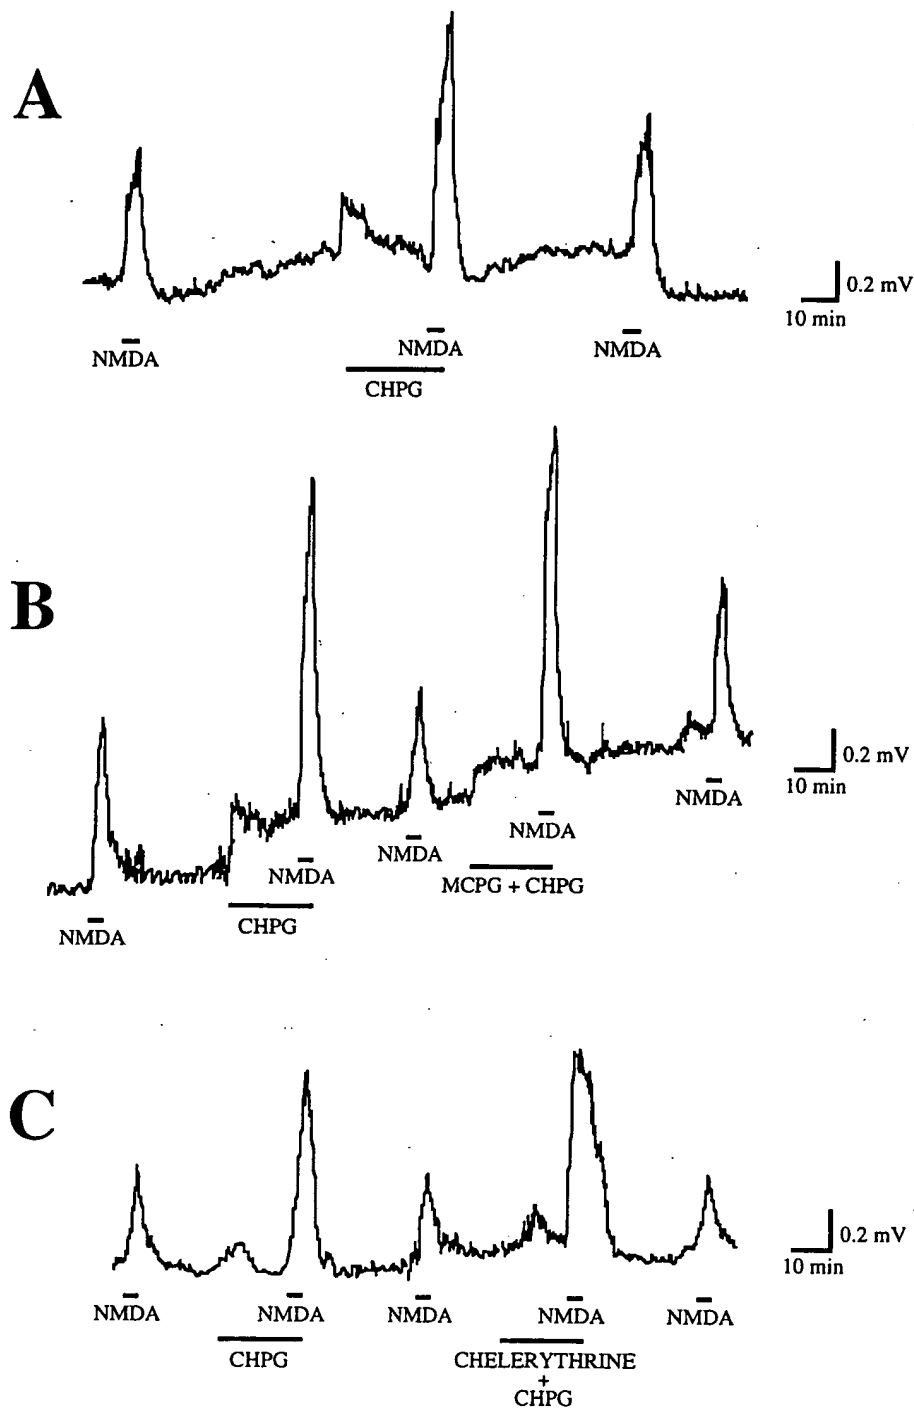 A
0.2 mV
10 min
NMDA
NMDA
NMDA
CHPG
B
0.2 mV
10 min
NMDA
NMDA
NMDA
NMDA
MCPG + CHPG
CHPG
NMDA
C
0.2 mV
10 min
NMDA
NMDA
NMDA
NMDA
NMDA
CHPG
CHELERYTHRINE
+
CHPG